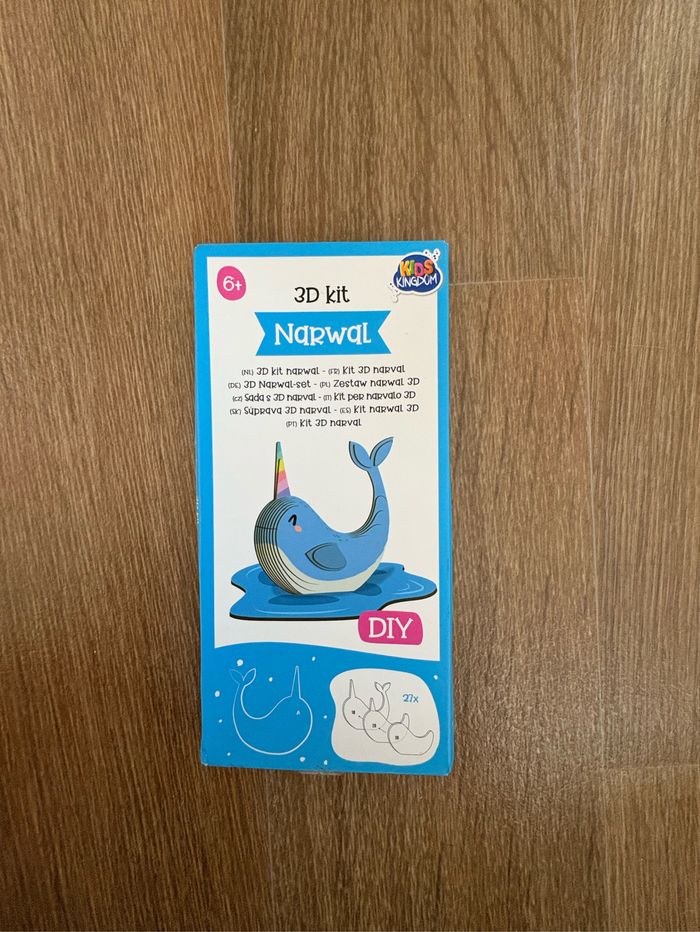 6+
KIDS
KINGDOM
3D kit
Narwal
(NL) 3D kit narwal - (FR) Kit 3D narval
(DE) 3D Narwal-set - (PL) Zestaw narwal 3D
(CZ) Sada s 3D narval - (IT) Kit per narvalo 3D
(SK) Súprava 3D narval - (ES) Kit narwal 3D
(PT) Kit 3D narval
DIY
27x